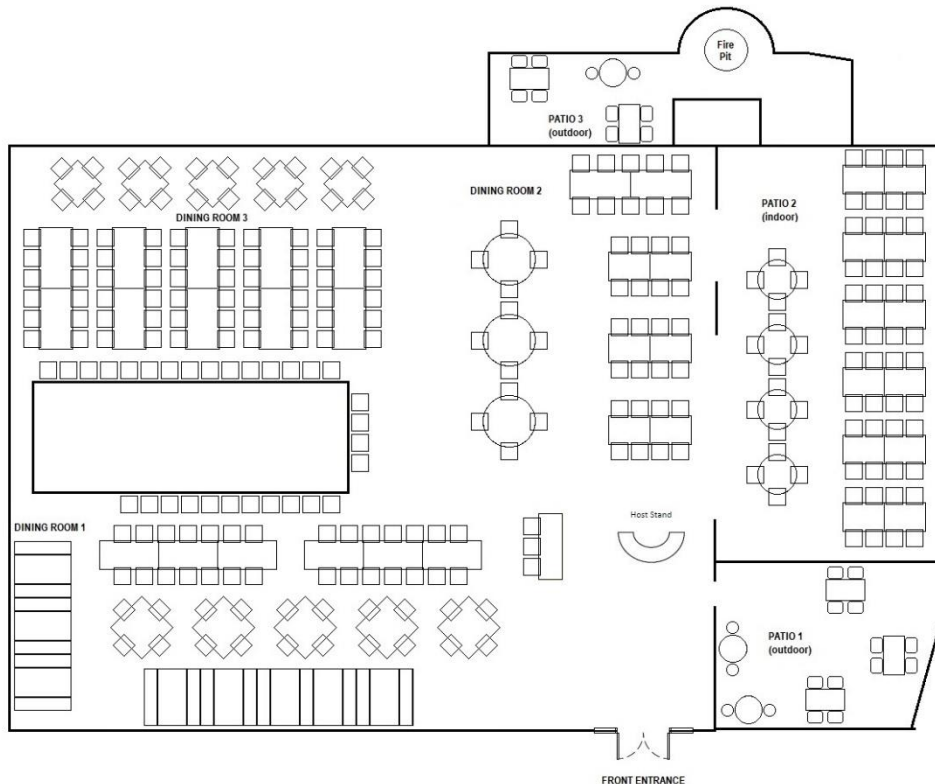 Fire
Pit
PATIO 3
(outdoor)
DINING ROOM 2
PATIO 2
(indoor)
DINING ROOM 3
DINING ROOM 1
Host Stand
PATIO 1
(outdoor)
FRONT ENTRANCE